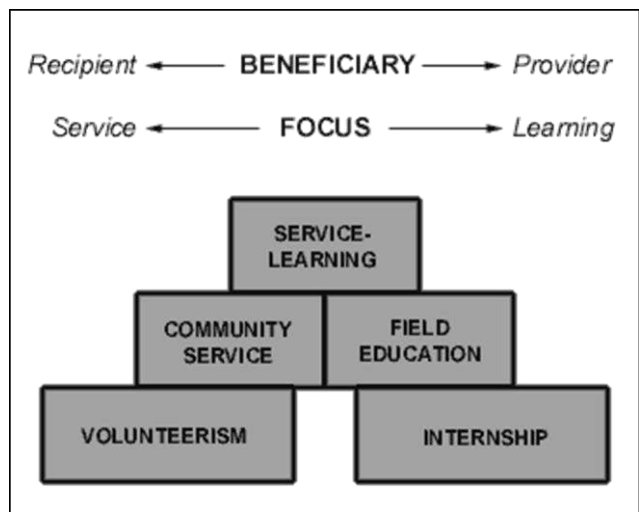 Recipient BENEFICIARY Provider
Service FOCUS Learning
SERVICE-
LEARNING
COMMUNITY
SERVICE
FIELD
EDUCATION
VOLUNTEERISM
INTERNSHIP